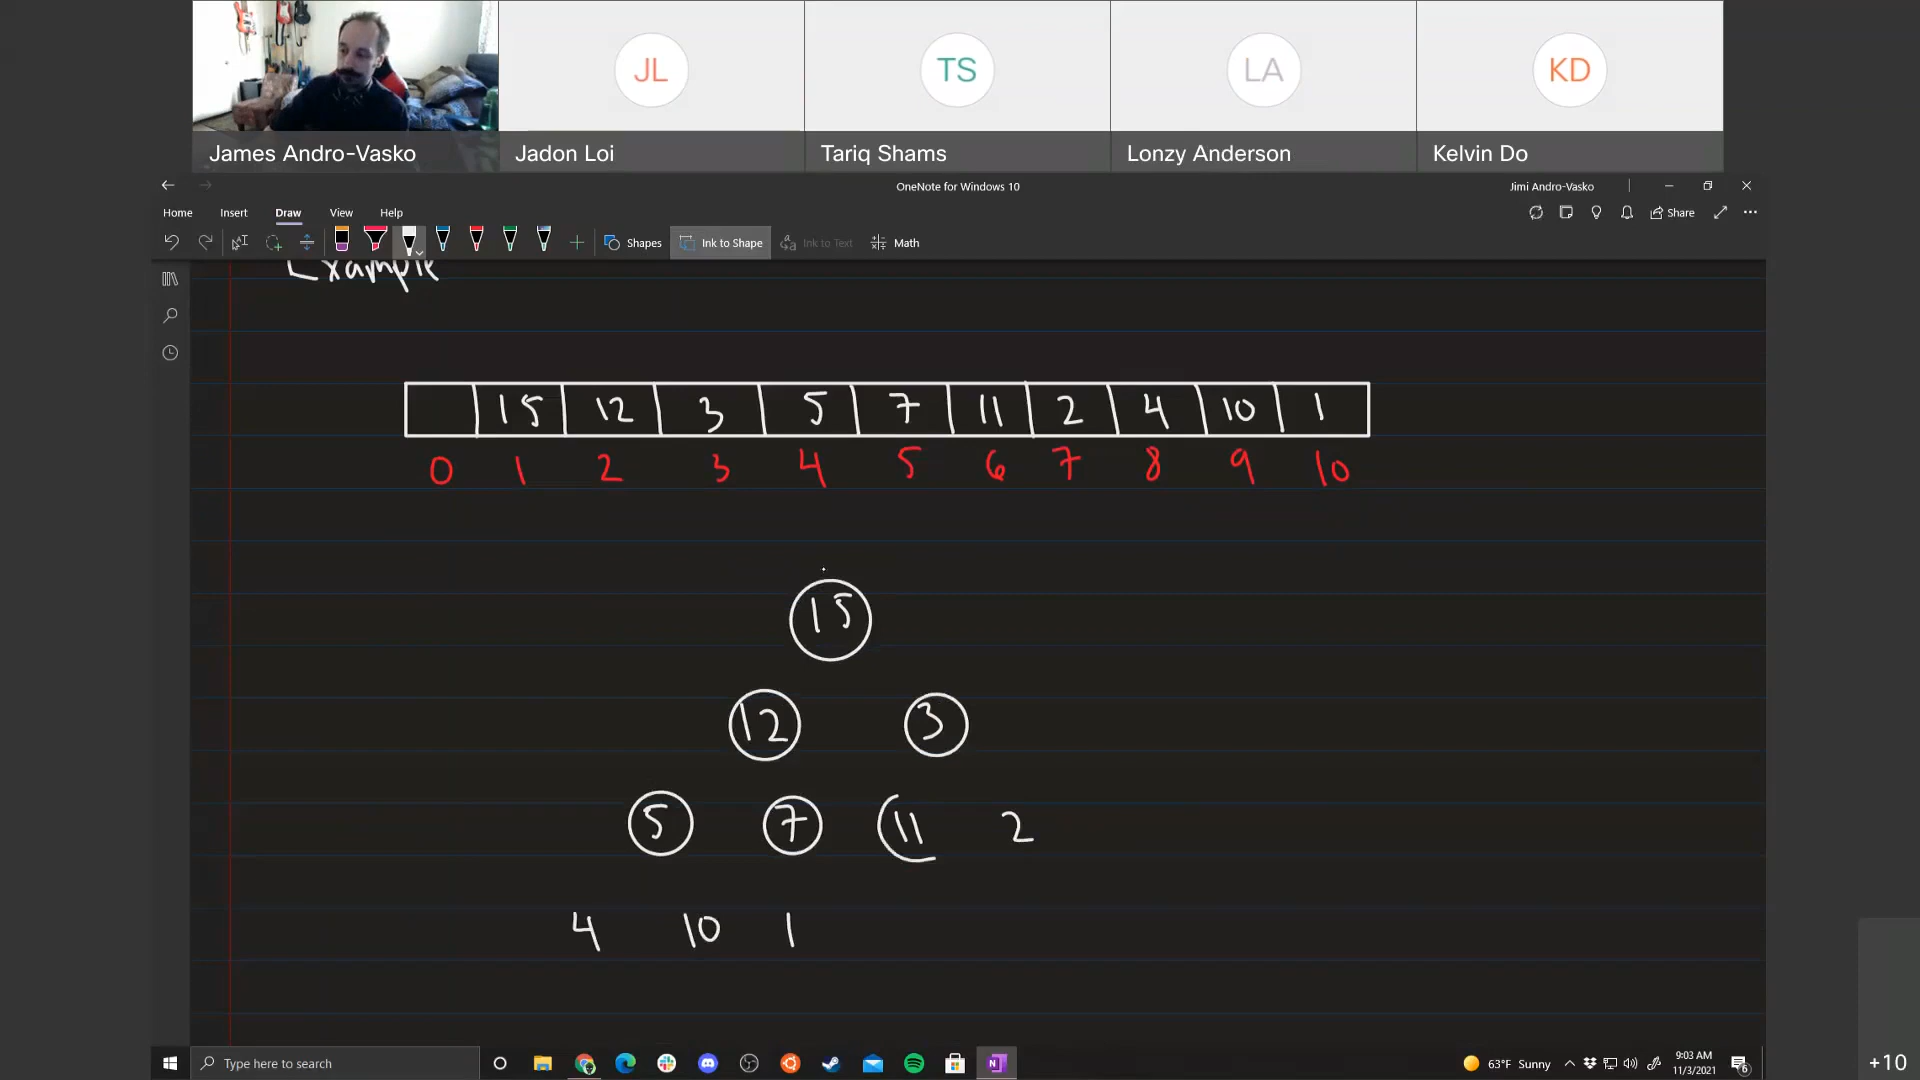 JL
TS
LA
KD
James Andro-Vasko
Jadon Loi
Tariq Shams
Lonzy Anderson
Kelvin Do
OneNote for Windows 10
Jimi Andro-Vasko
Home Insert Draw View Help
Share
Shapes Ink to Shape Ink to Text Math
Example
15 12 3 5 7 11 2 4 10 1
0 1 2 3 4 5 6 7 8 9 10
15
12 3
5 7 11 2
4 10 1
Type here to search
63°F Sunny
9:03 AM
11/3/2021
6
+10